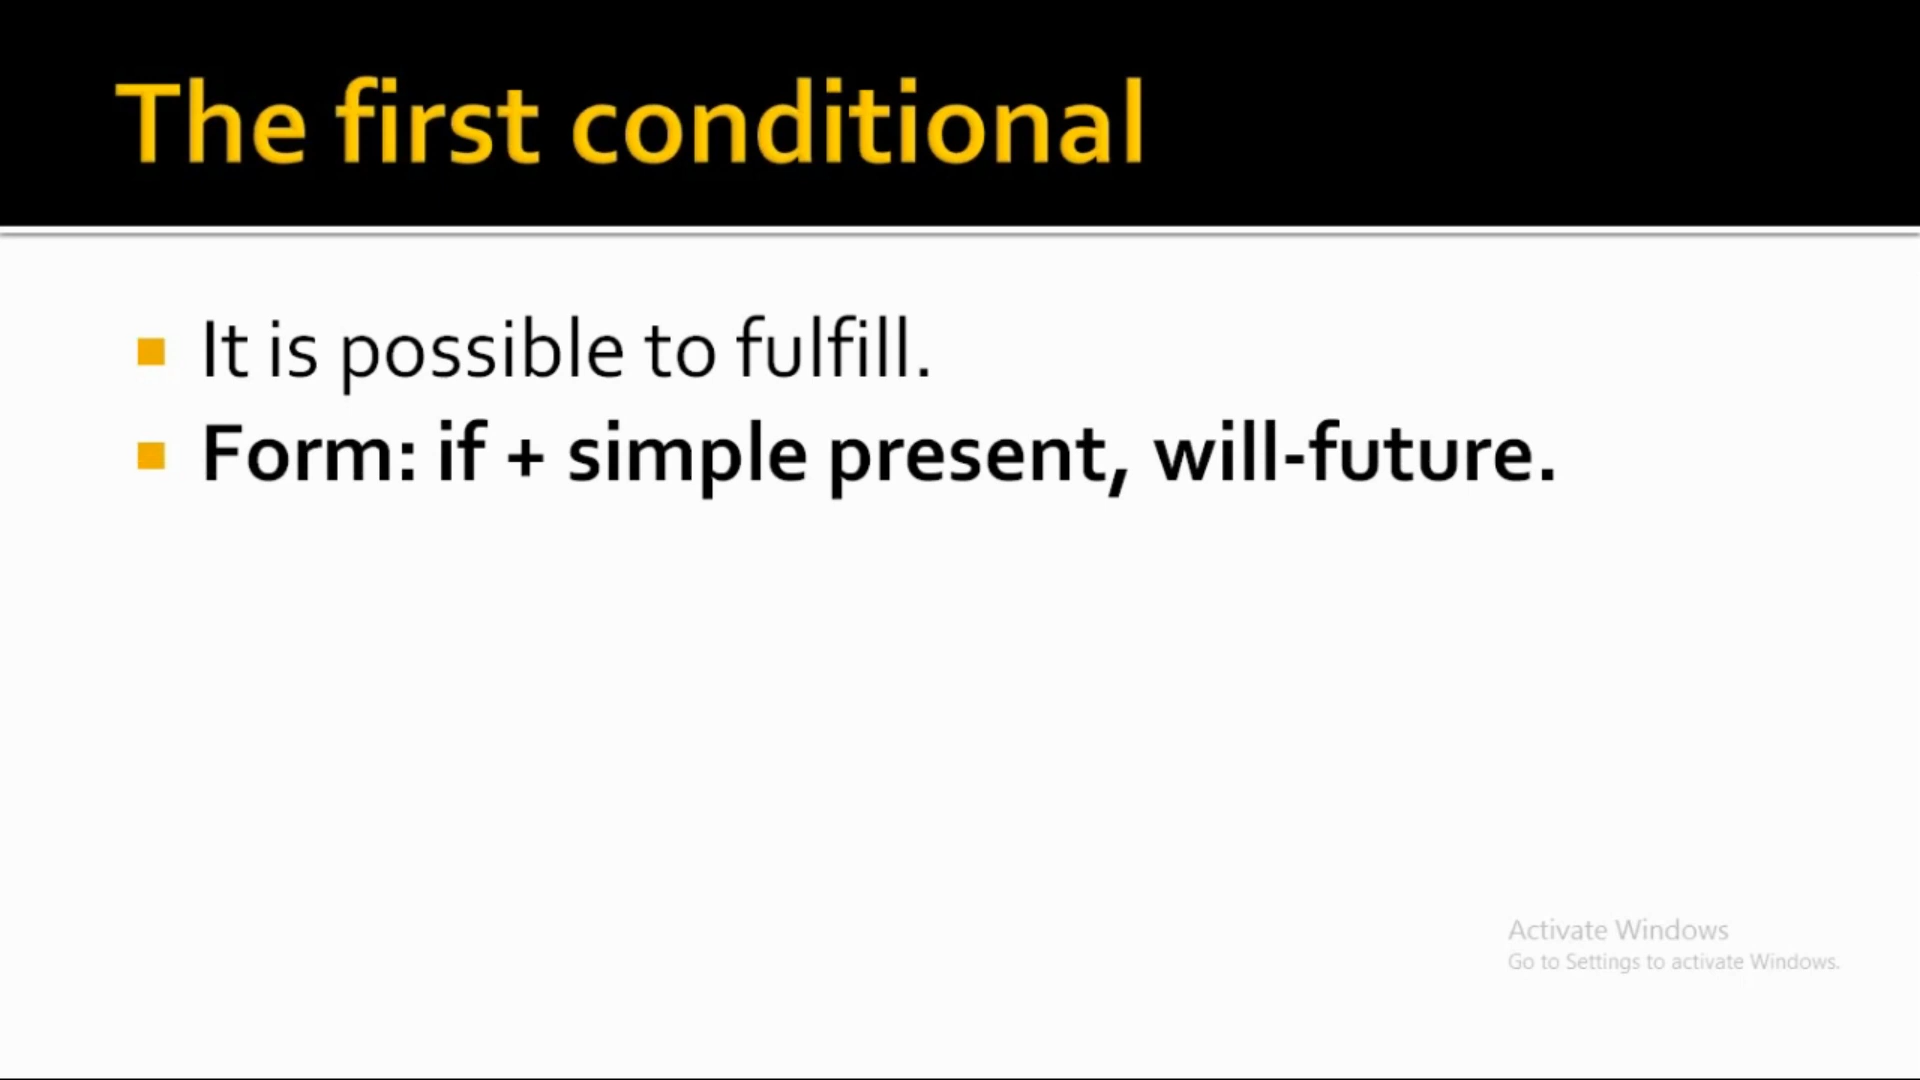 The first conditional
It is possible to fulfill.
Form: if + simple present, will-future.
Activate Windows
Go to Settings to activate Windows.